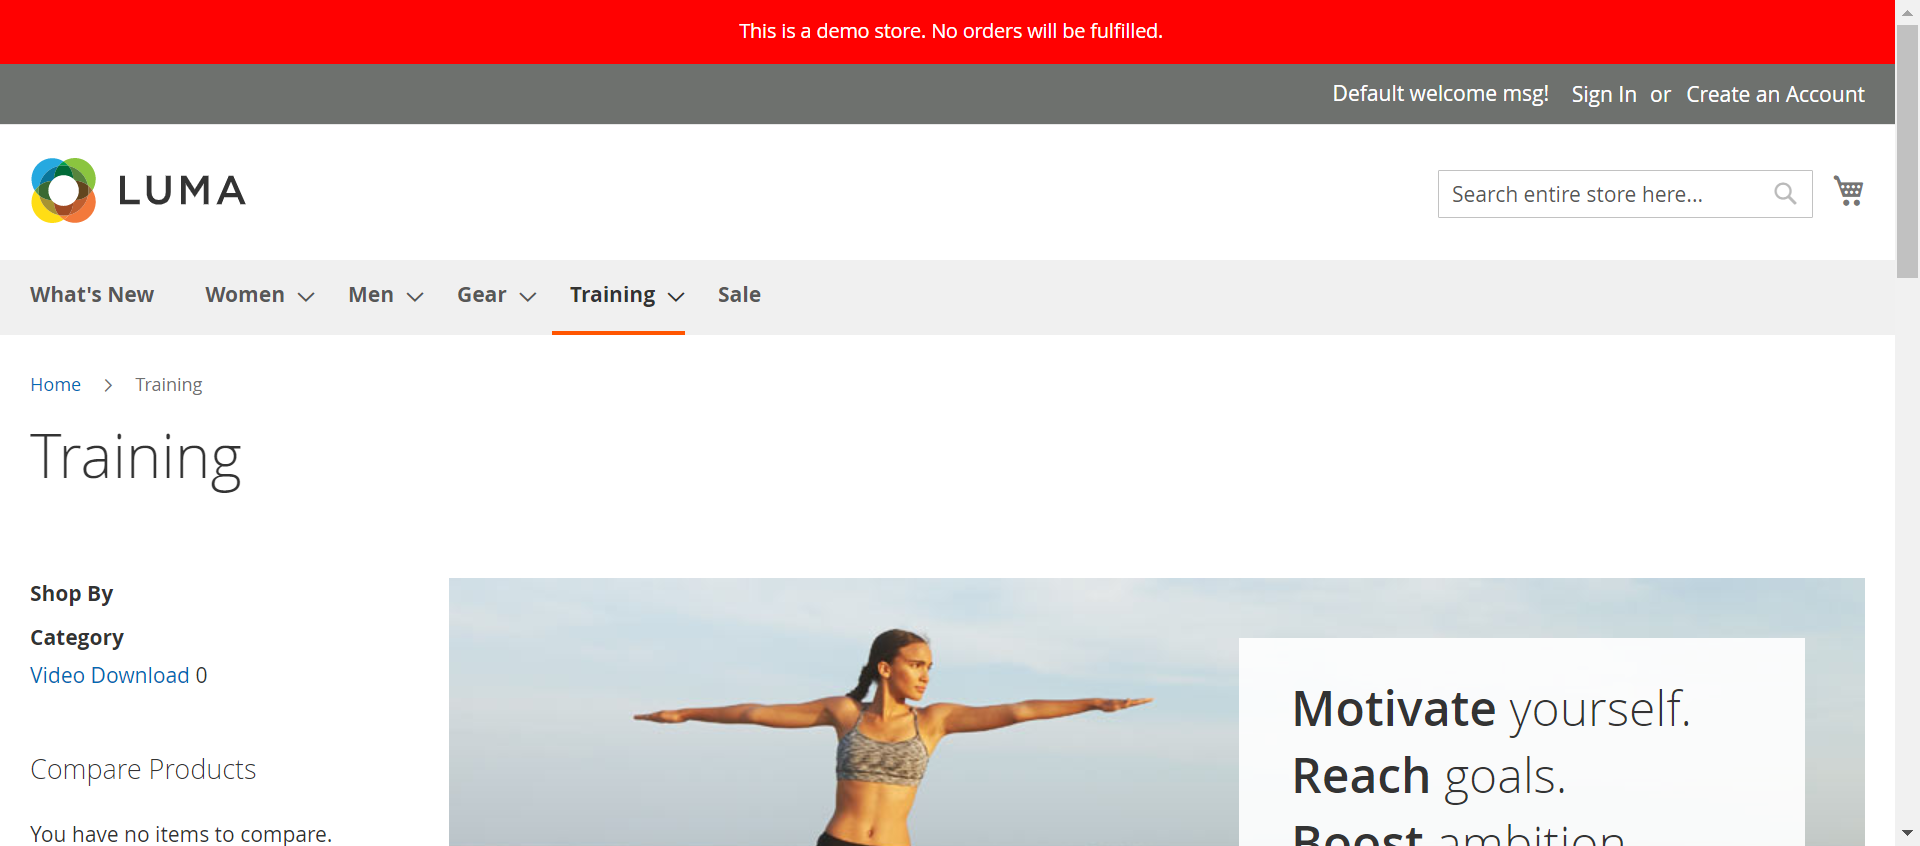 This is a demo store. No orders will be fulfilled.
Default welcome msg! Sign In or Create an Account
LUMA
Search entire store here...
What's New Women Men Gear Training Sale
Home Training
Training
Shop By
Category
Video Download 0
Compare Products
You have no items to compare.
Motivate yourself.
Reach goals.
Boost ambition.